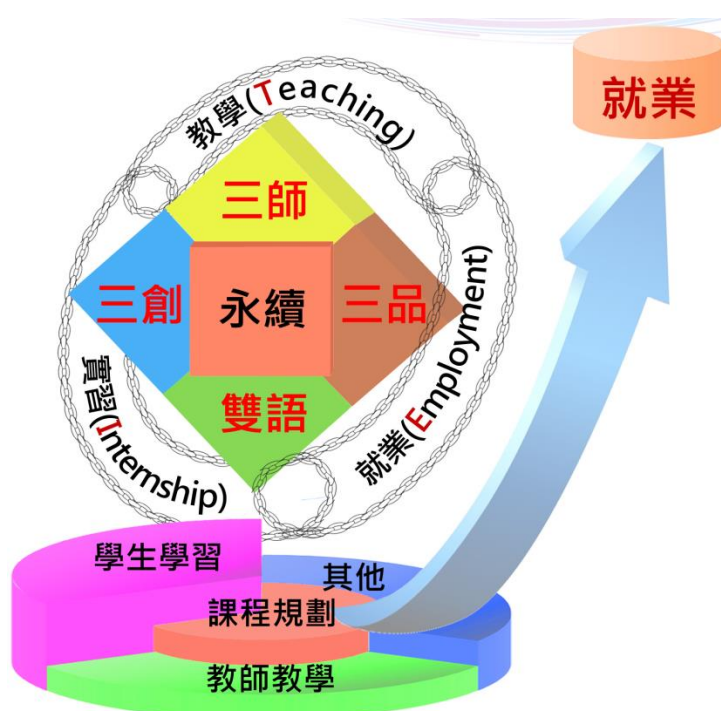 就業
教學(Teaching)
三師
三創
永續
三品
雙語
實習(Internship)
就業(Employment)
學生學習
其他
課程規劃
教師教學